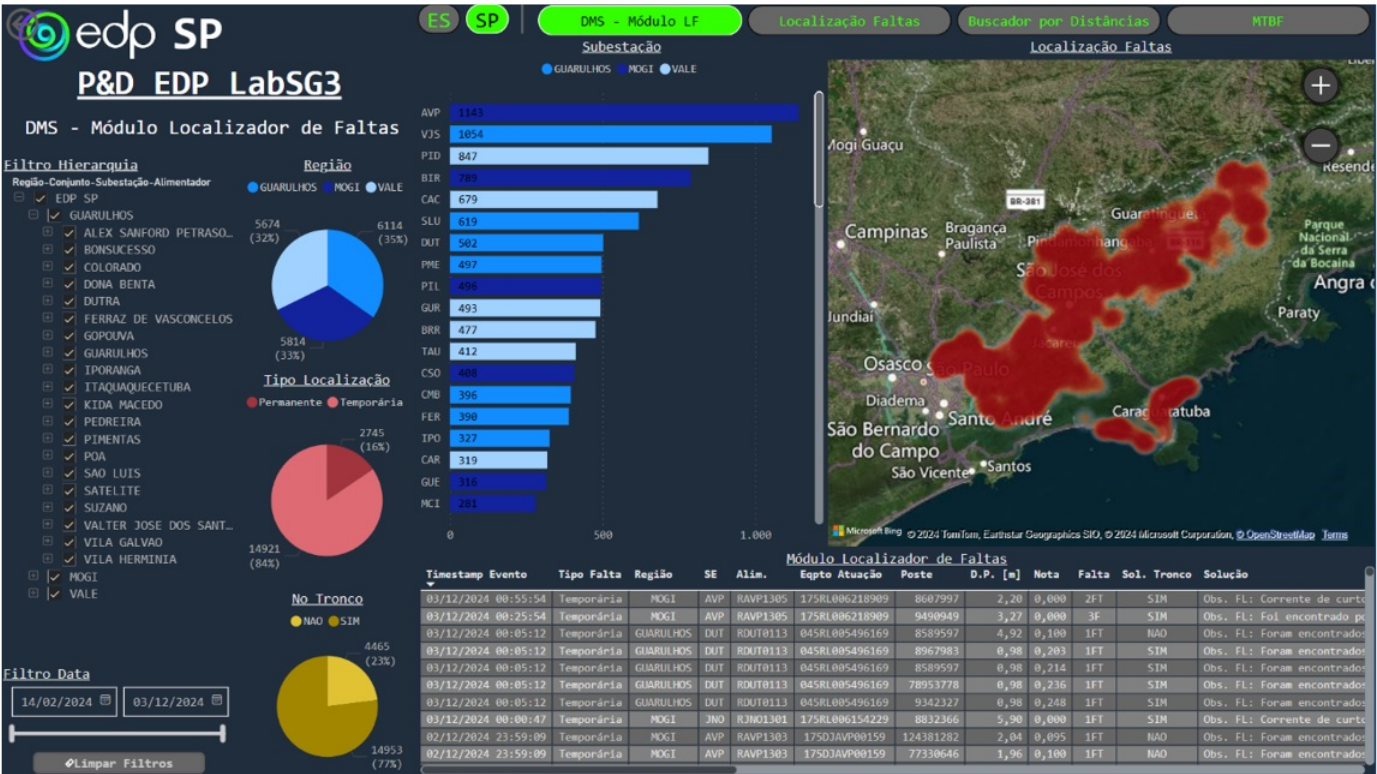 edp SP
P&D EDP LabSG3
DMS - Módulo Localizador de Faltas
Filtro Hierarquia
Região-Conjunto-Subestação-Alimentador
EDP SP
GUARULHOS
ALEX SANFORD PETRASO...
BONSUCESSO
COLORADO
DONA BENTA
DUTRA
FERRAZ DE VASCONCELOS
GOPOUVA
GUARULHOS
IPORANGA
ITAQUAQUECETUBA
KIDA MACEDO
PEDREIRA
PIMENTAS
POA
SAO LUIS
SATELITE
SUZANO
VALTER JOSE DOS SANT...
VILA GALVAO
VILA HERMINIA
MOGI
VALE
Filtro Data
14/02/2024 03/12/2024
Limpar Filtros
Região
GUARULHOS MOGI VALE
5674 (32%)
6114 (35%)
5814 (33%)
Tipo Localização
Permanente Temporária
2745 (16%)
14921 (84%)
No Tronco
NAO SIM
4465 (23%)
14953 (77%)
ES SP DMS - Módulo LF Localização Faltas Buscador por Distâncias MTBF
Subestação
GUARULHOS MOGI VALE
AVP 1143
VJS 1054
PID 847
BIR 789
CAC 679
SLU 619
DUT 502
PME 497
PIL 496
GUR 493
BRR 477
TAU 412
CSO 408
CMB 396
FER 390
IPO 327
CAR 319
GUE 316
MCI 281
0 500 1.000
Localização Faltas
+
−
Mogi Guaçu
Resende
BR-381
Campinas
Bragança Paulista
Parque Nacional da Serra da Bocaina
Angra
São José dos Campos
Jundiaí
Paraty
Jacareí
Osasco São Paulo
Diadema
Santo André
Caraguatatuba
São Bernardo do Campo
São Vicente
Santos
Microsoft Bing © 2024 TomTom, Earthstar Geographics SIO, © 2024 Microsoft Corporation, © OpenStreetMap Terms
Módulo Localizador de Faltas
Timestamp Evento Tipo Falta Região SE Alim. Eqpto Atuação Poste D.P. [m] Nota Falta Sol. Tronco Solução
03/12/2024 00:55:54 Temporária MOGI AVP RAVP1305 175RL006218909 8607997 2,20 0,000 2FT SIM Obs. FL: Corrente de curto
03/12/2024 00:25:54 Temporária MOGI AVP RAVP1305 175RL006218909 9490949 3,27 0,000 3F SIM Obs. FL: Foi encontrado po
03/12/2024 00:05:12 Temporária GUARULHOS DUT RDUT0113 045RL005496169 8589597 4,92 0,100 1FT NAO Obs. FL: Foram encontrados
03/12/2024 00:05:12 Temporária GUARULHOS DUT RDUT0113 045RL005496169 8967983 0,98 0,203 1FT SIM Obs. FL: Foram encontrados
03/12/2024 00:05:12 Temporária GUARULHOS DUT RDUT0113 045RL005496169 8589597 0,98 0,214 1FT SIM Obs. FL: Foram encontrados
03/12/2024 00:05:12 Temporária GUARULHOS DUT RDUT0113 045RL005496169 78953778 0,98 0,236 1FT SIM Obs. FL: Foram encontrados
03/12/2024 00:05:12 Temporária GUARULHOS DUT RDUT0113 045RL005496169 9342327 0,98 0,248 1FT SIM Obs. FL: Foram encontrados
03/12/2024 00:00:47 Temporária MOGI JNO RJNO1301 175RL006154229 8832366 5,90 0,000 1FT SIM Obs. FL: Corrente de curto
02/12/2024 23:59:09 Temporária MOGI AVP RAVP1303 175DJAVP00159 124381282 2,04 0,095 1FT NAO Obs. FL: Foram encontrados
02/12/2024 23:59:09 Temporária MOGI AVP RAVP1303 175DJAVP00159 77330646 1,96 0,100 1FT NAO Obs. FL: Foram encontrados